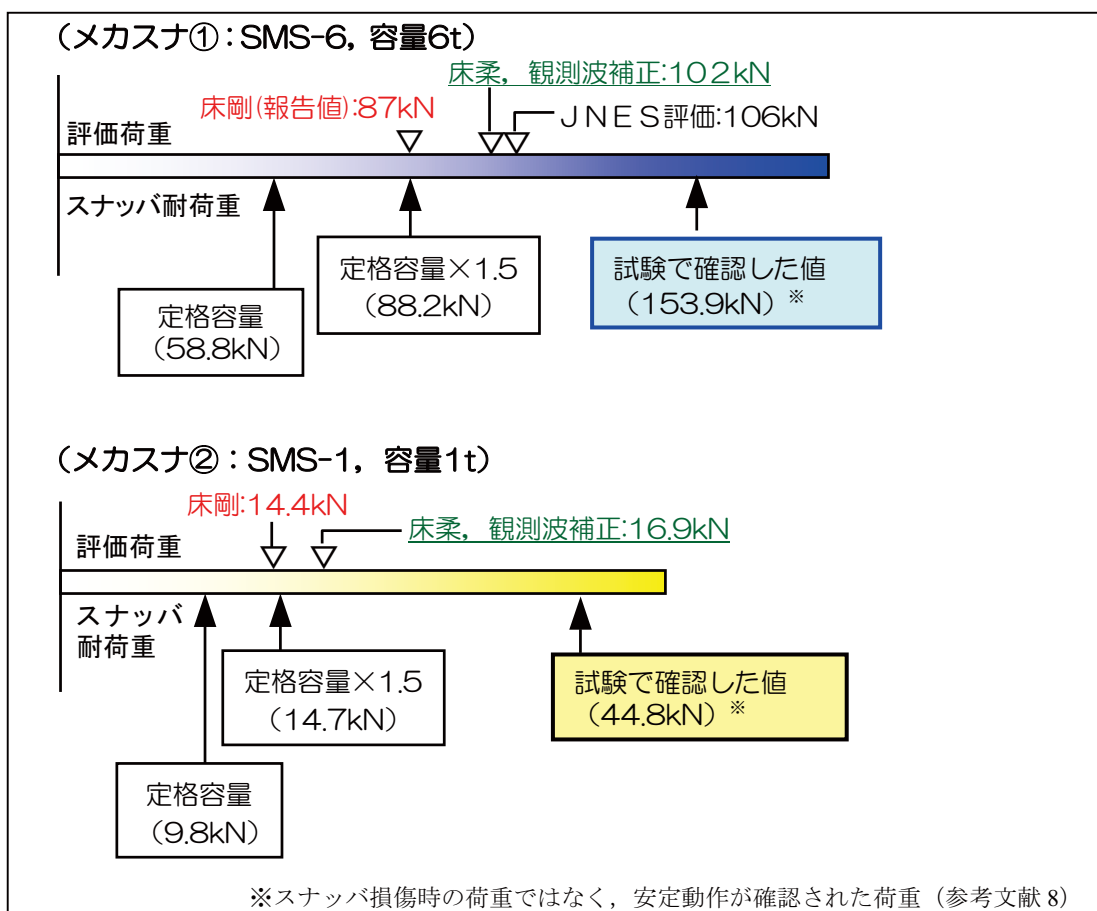 （メカスナ①：SMS-6, 容量6t）
床柔，観測波補正:102kN
床剛(報告値):87kN
ＪＮＥＳ評価:106kN
評価荷重
スナッバ耐荷重
定格容量×1.5
（88.2kN）
試験で確認した値
（153.9kN）※
定格容量
（58.8kN）
（メカスナ②：SMS-1，容量1t）
床剛:14.4kN
床柔，観測波補正:16.9kN
評価荷重
スナッバ
耐荷重
定格容量×1.5
（14.7kN）
試験で確認した値
（44.8kN）※
定格容量
（9.8kN）
※スナッバ損傷時の荷重ではなく，安定動作が確認された荷重（参考文献 8）